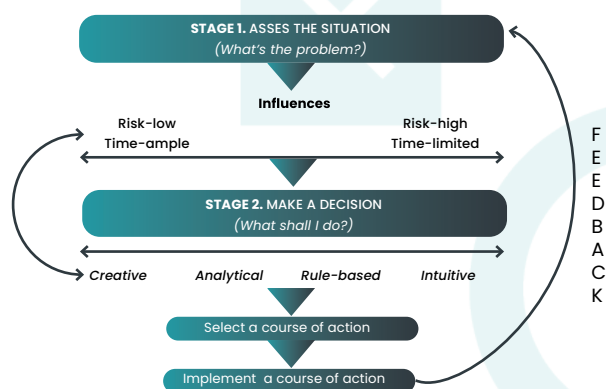 STAGE 1. ASSES THE SITUATION
(What's the problem?)
Influences
Risk-low
Time-ample
Risk-high
Time-limited
STAGE 2. MAKE A DECISION
(What shall I do?)
Creative Analytical Rule-based Intuitive
Select a course of action
Implement a course of action
F
E
E
D
B
A
C
K